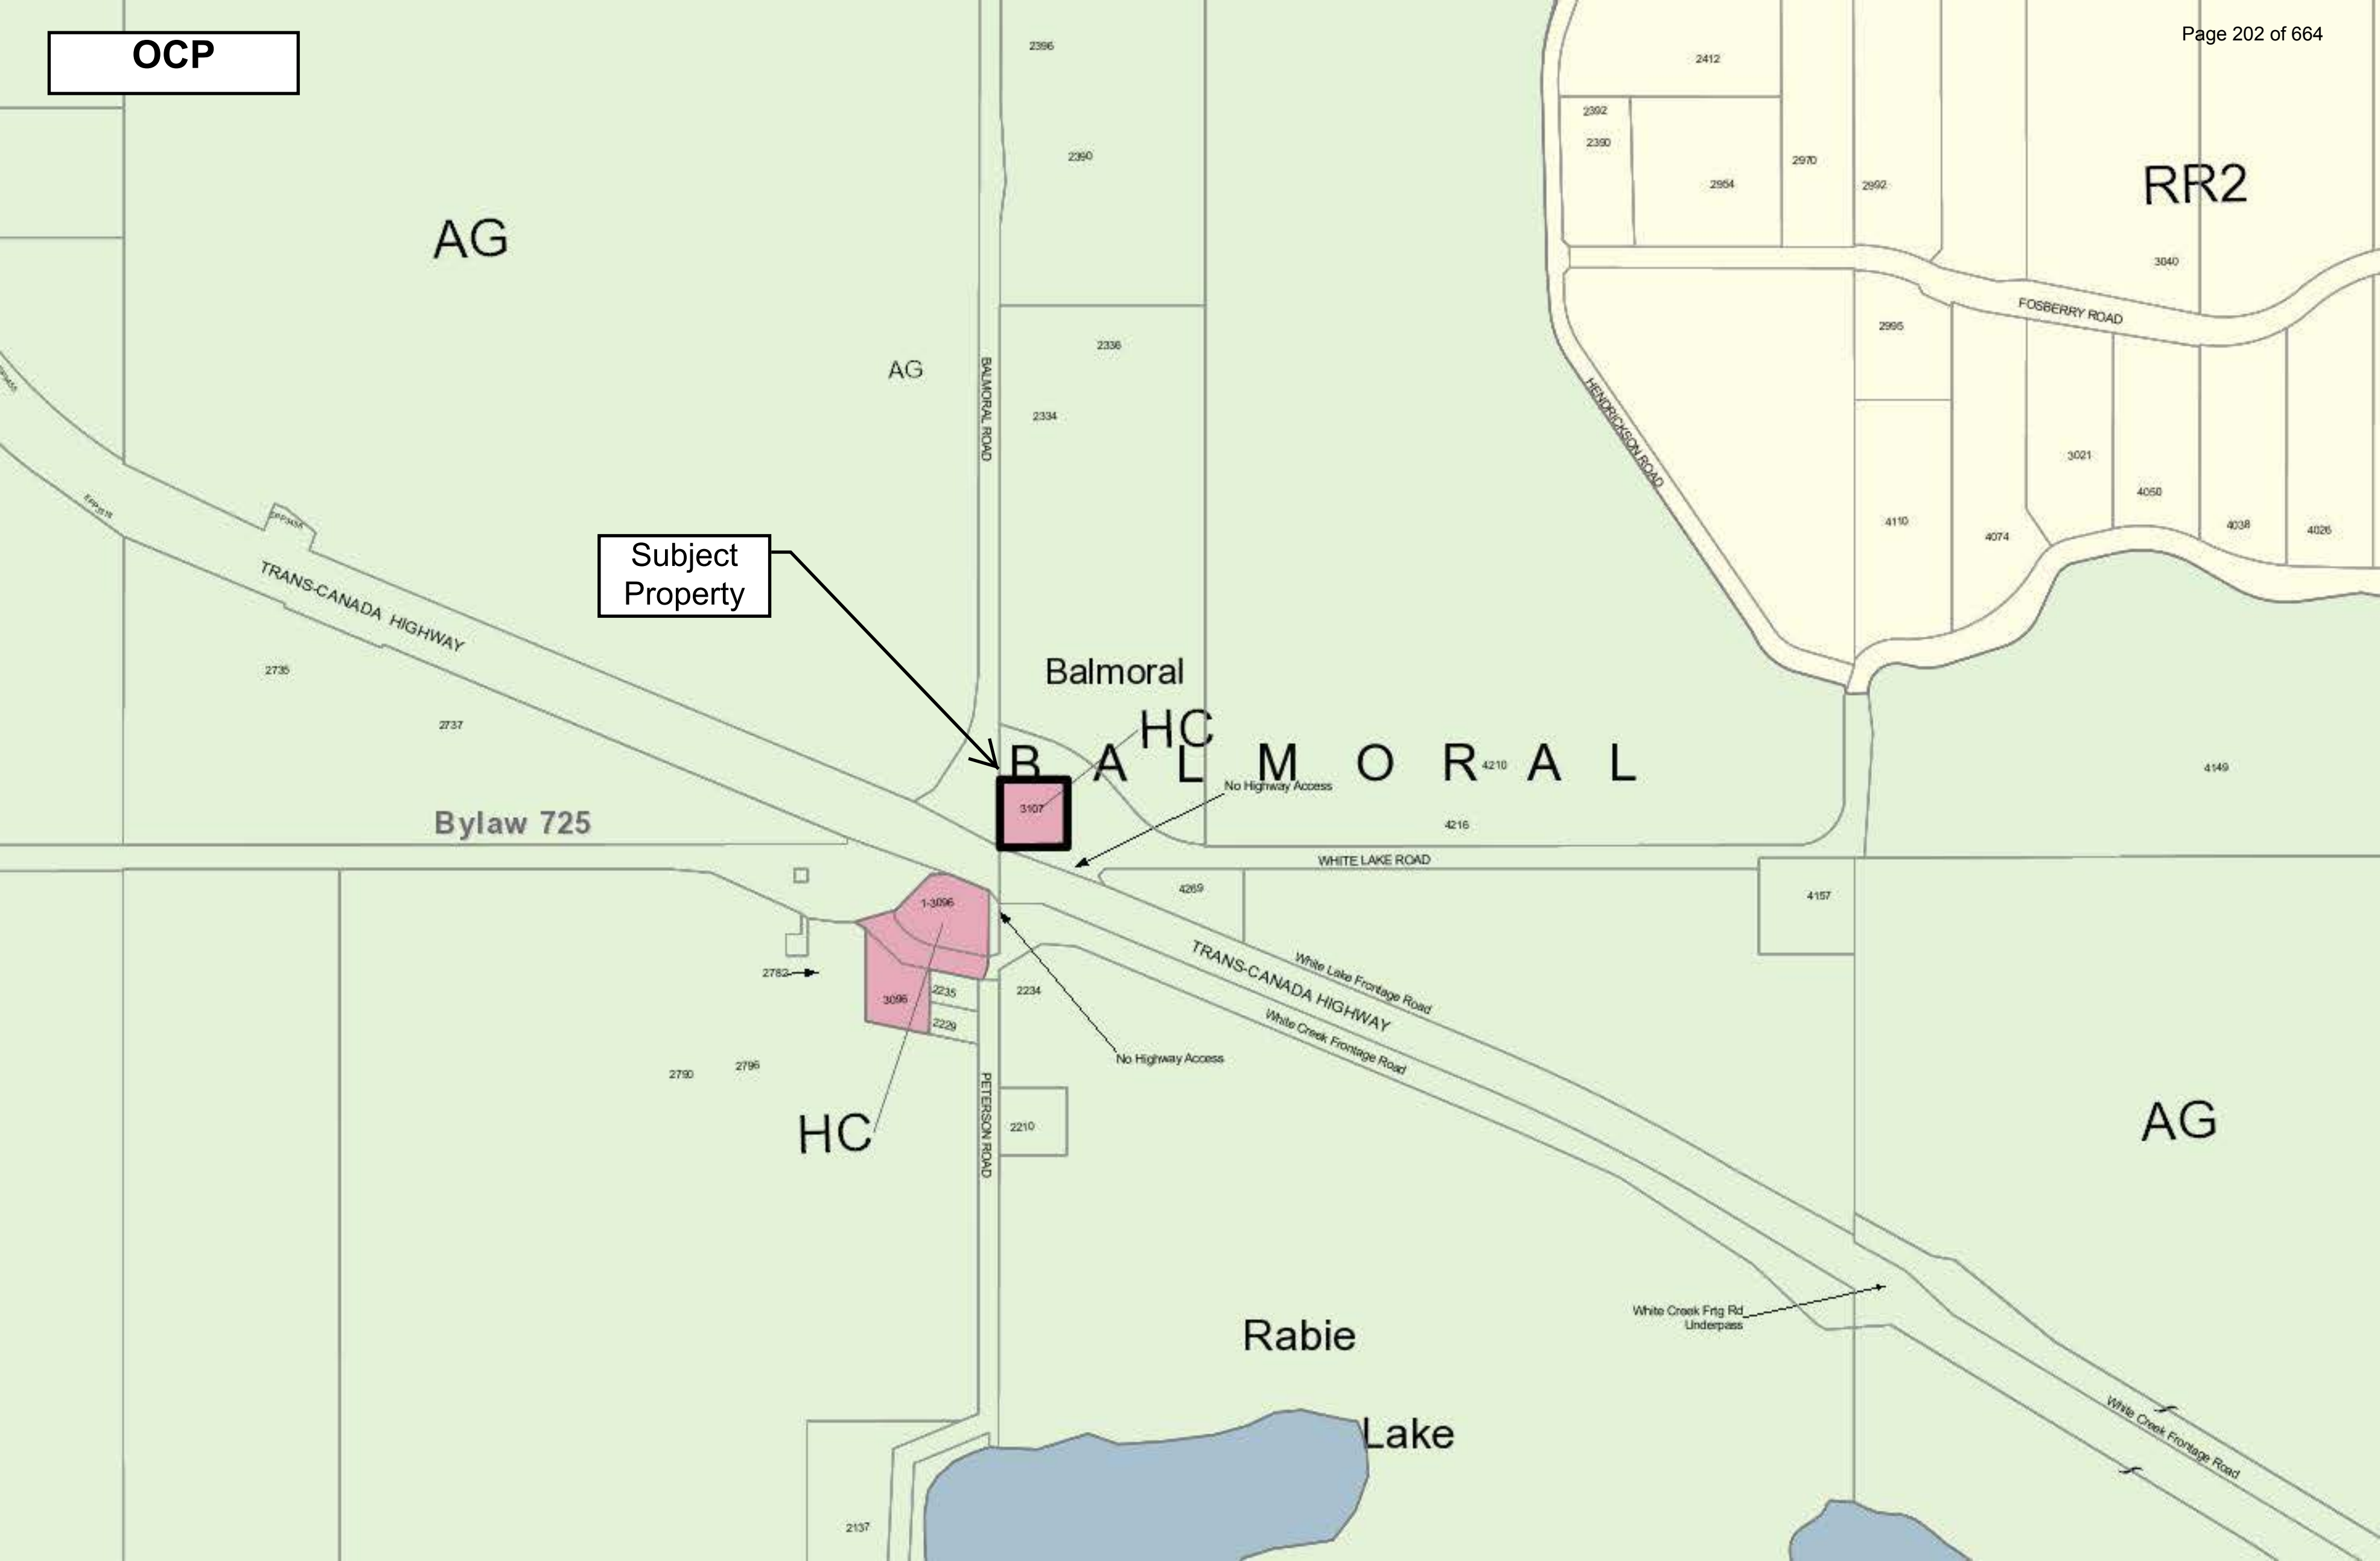 OCP
Page 202 of 664
2396
2412
2392
2390
2390
2954
2970
2992
RR2
AG
3040
FOSBERRY ROAD
2995
2336
AG
BALMORAL ROAD
2334
HENDRICKSON ROAD
3021
4050
4038
4026
4110
4074
TRANS-CANADA HIGHWAY
Subject
Property
2735
2737
Balmoral
HC
BALMORAL
4210
4149
No Highway Access
3107
Bylaw 725
4216
WHITE LAKE ROAD
4269
4157
1-3096
2782
3096
2235
2229
2234
TRANS-CANADA HIGHWAY
White Lake Frontage Road
White Creek Frontage Road
No Highway Access
2790
2796
PETERSON ROAD
HC
2210
AG
White Creek Frtg Rd
Underpass
Rabie
Lake
White Creek Frontage Road
2137